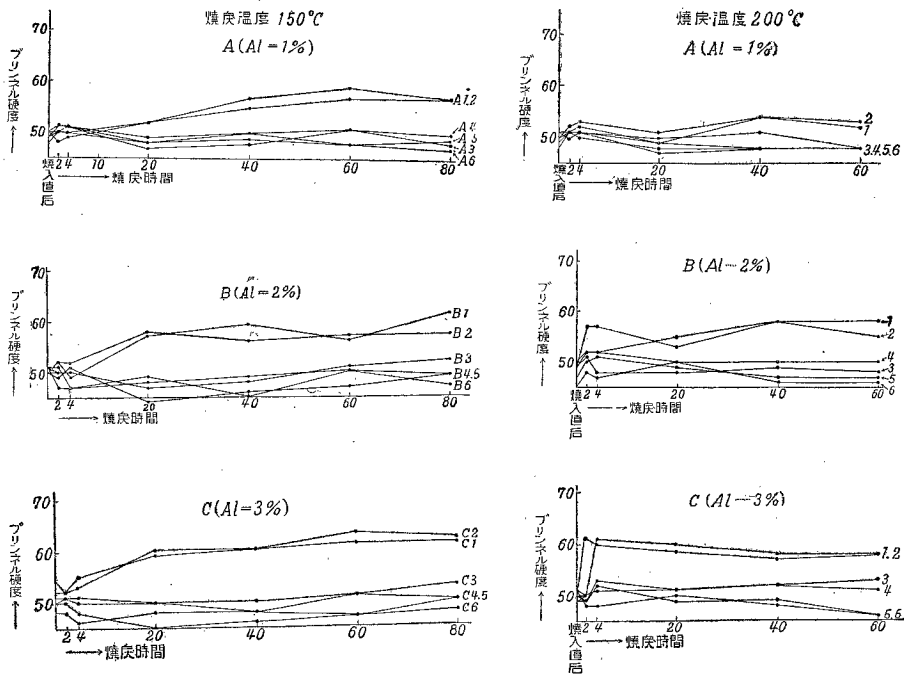 燒戾温度 150°C
A (Al=1%)
ブリンネル硬度
70
60
50
A1,2
A4
A5
A3
A6
燒入直后
2 4 10 20 40 60 80
燒戾時間
燒戾温度 200°C
A (Al=1%)
ブリンネル硬度
70
60
50
2
1
3.4.5.6
燒入直后
2 4 20 40 60
燒戾時間
B (Al=2%)
ブリンネル硬度
70
60
50
B1
B2
B3
B4.5
B6
2 4 20 40 60 80
燒戾時間
B (Al-2%)
ブリンネル硬度
70
60
50
1
2
4
3
5
6
燒入直后
2 4 20 40 60
燒戾時間
C (Al=3%)
ブリンネル硬度
70
60
50
C2
C1
C3
C4.5
C6
2 4 20 40 60 80
燒戾時間
C (Al-3%)
ブリンネル硬度
70
60
50
1.2
3
4
5.6
燒入直后
2 4 20 40 60
燒戾時間